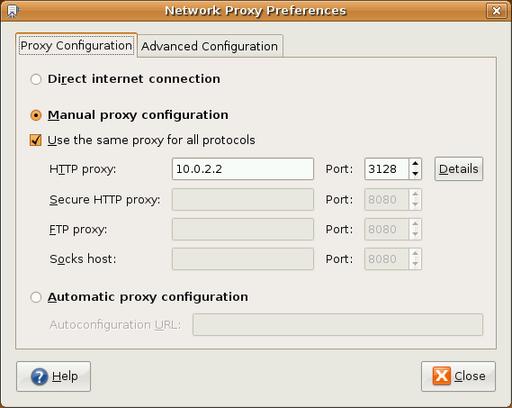 Network Proxy Preferences
Proxy Configuration Advanced Configuration
Direct internet connection
Manual proxy configuration
Use the same proxy for all protocols
HTTP proxy: 10.0.2.2 Port: 3128 Details
Secure HTTP proxy: Port: 8080
FTP proxy: Port: 8080
Socks host: Port: 8080
Automatic proxy configuration
Autoconfiguration URL:
Help Close